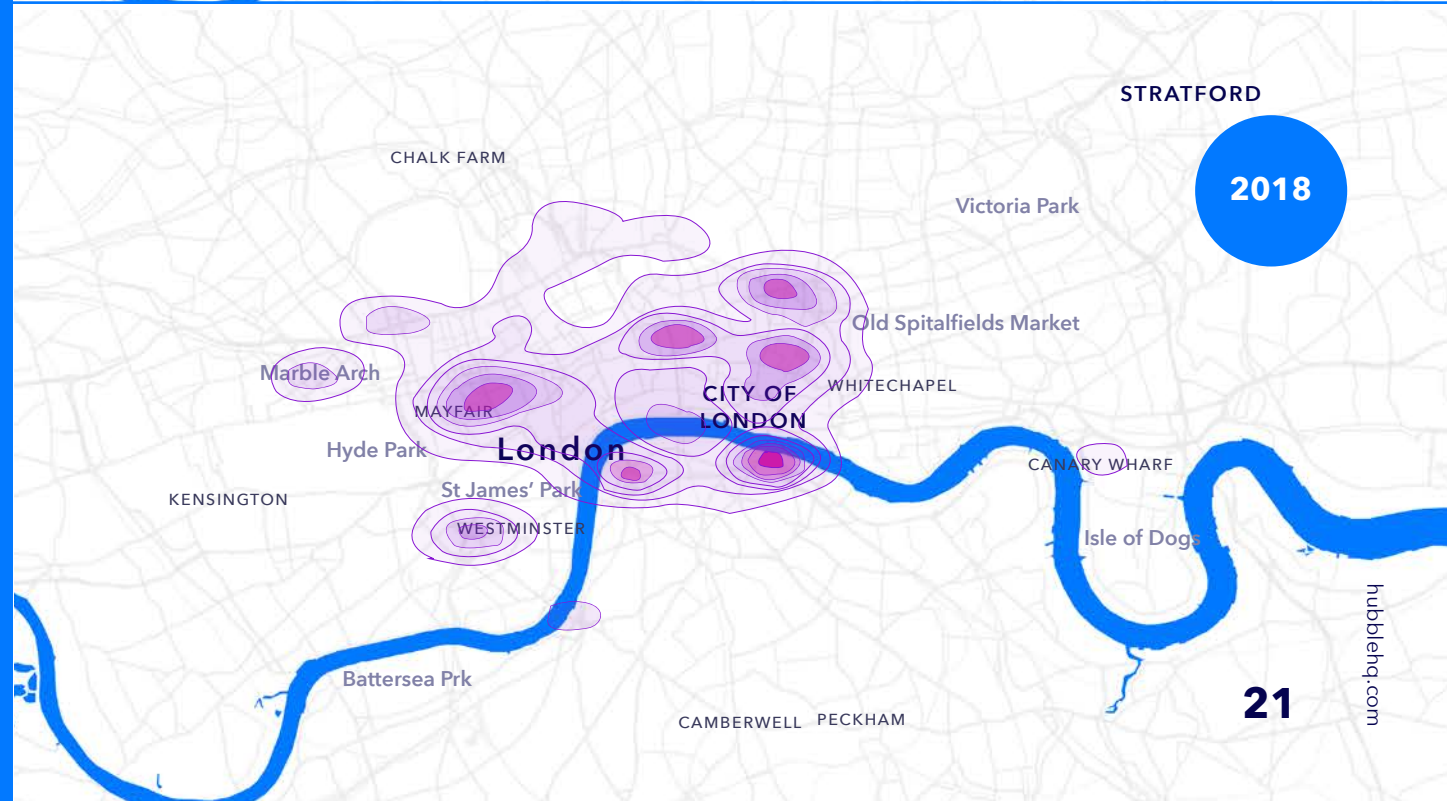 STRATFORD
CHALK FARM
2018
Victoria Park
Old Spitalfields Market
Marble Arch
WHITECHAPEL
CITY OF
LONDON
MAYFAIR
Hyde Park
London
CANARY WHARF
St James’ Park
KENSINGTON
WESTMINSTER
Isle of Dogs
hubblehq.com
Battersea Prk
21
CAMBERWELL
PECKHAM